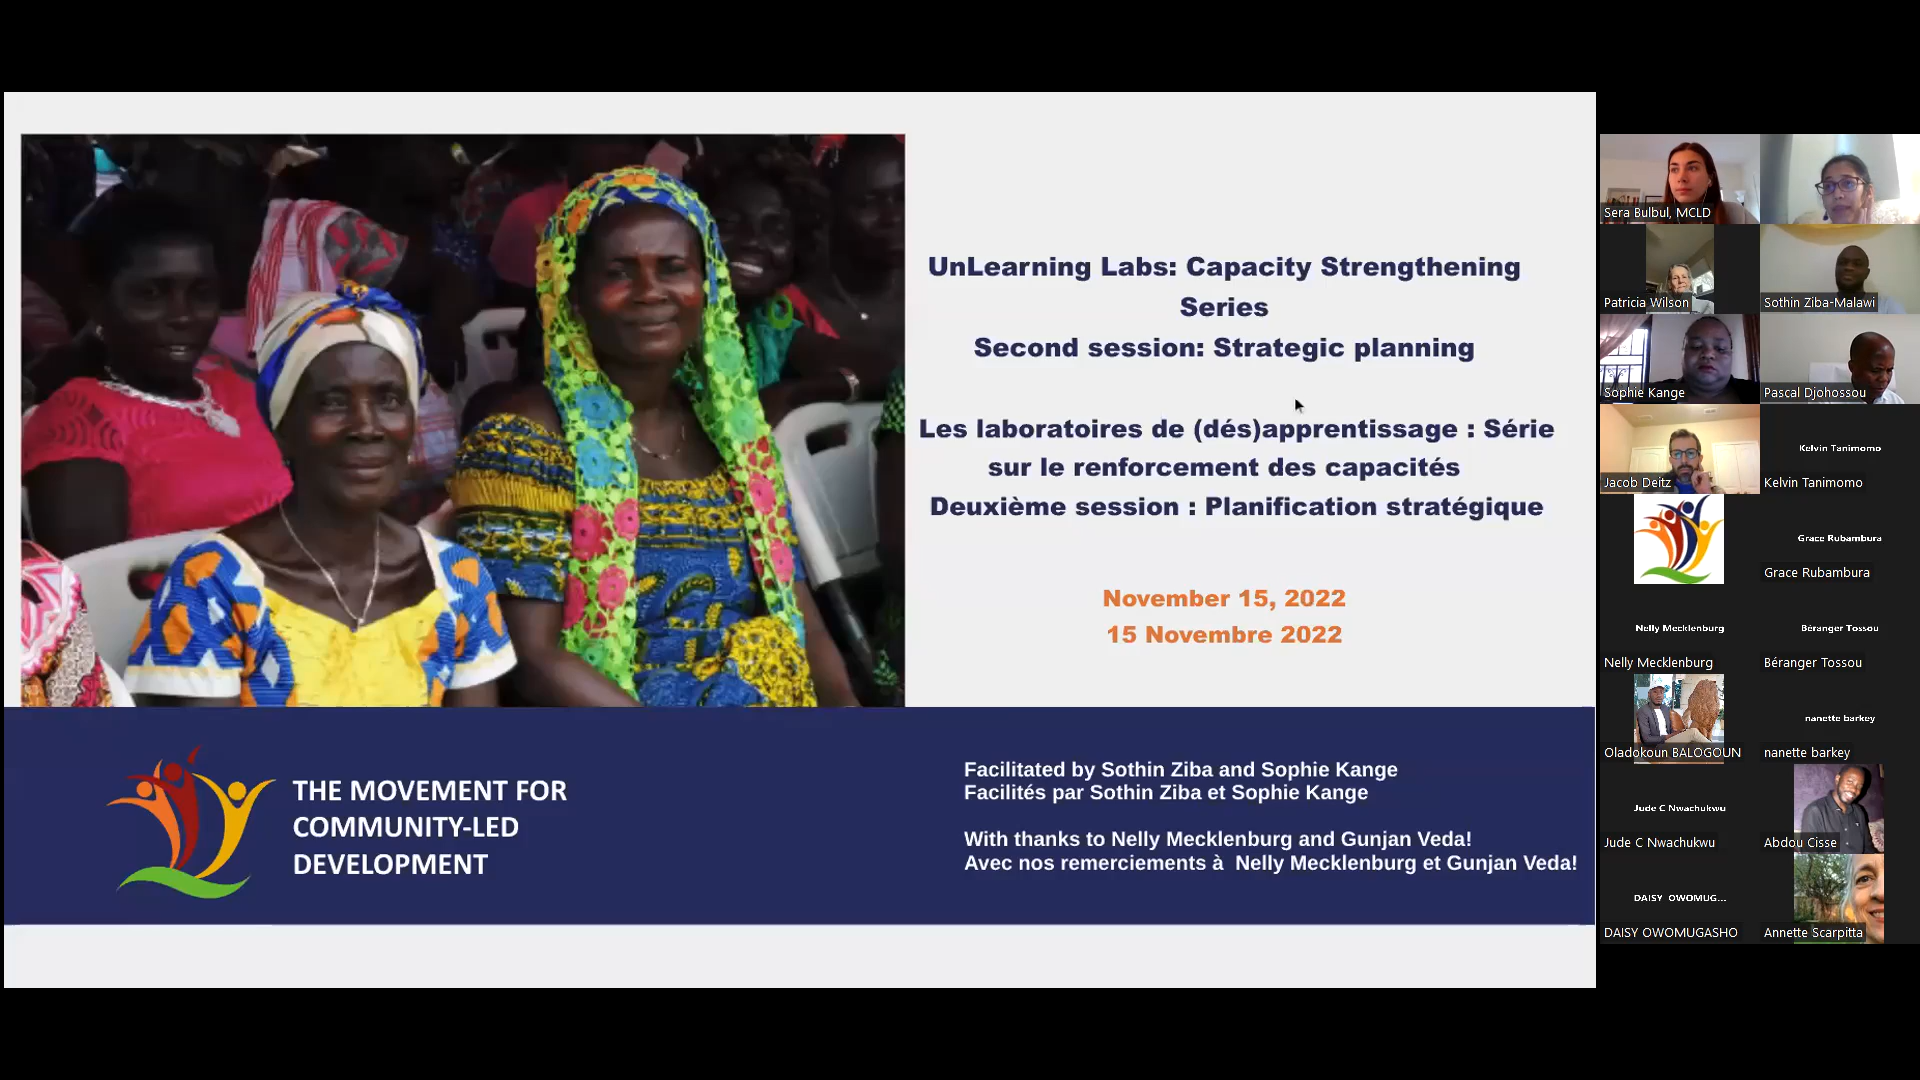 UnLearning Labs: Capacity Strengthening
Series
Second session: Strategic planning
Les laboratoires de (dés)apprentissage : Série
sur le renforcement des capacités
Deuxième session : Planification stratégique
November 15, 2022
15 Novembre 2022
THE MOVEMENT FOR
COMMUNITY-LED
DEVELOPMENT
Facilitated by Sothin Ziba and Sophie Kange
Facilités par Sothin Ziba et Sophie Kange
With thanks to Nelly Mecklenburg and Gunjan Veda!
Avec nos remerciements à  Nelly Mecklenburg et Gunjan Veda!
Sera Bulbul, MCLD
Patricia Wilson
Sothin Ziba-Malawi
Sophie Kange
Pascal Djohossou
Jacob Deitz
Kelvin Tanimomo
Kelvin Tanimomo
Grace Rubambura
Grace Rubambura
Nelly Mecklenburg
Nelly Mecklenburg
Béranger Tossou
Béranger Tossou
Oladokoun BALOGOUN
nanette barkey
nanette barkey
Jude C Nwachukwu
Jude C Nwachukwu
Abdou Cisse
DAISY OWOMUG...
DAISY OWOMUGASHO
Annette Scarpitta